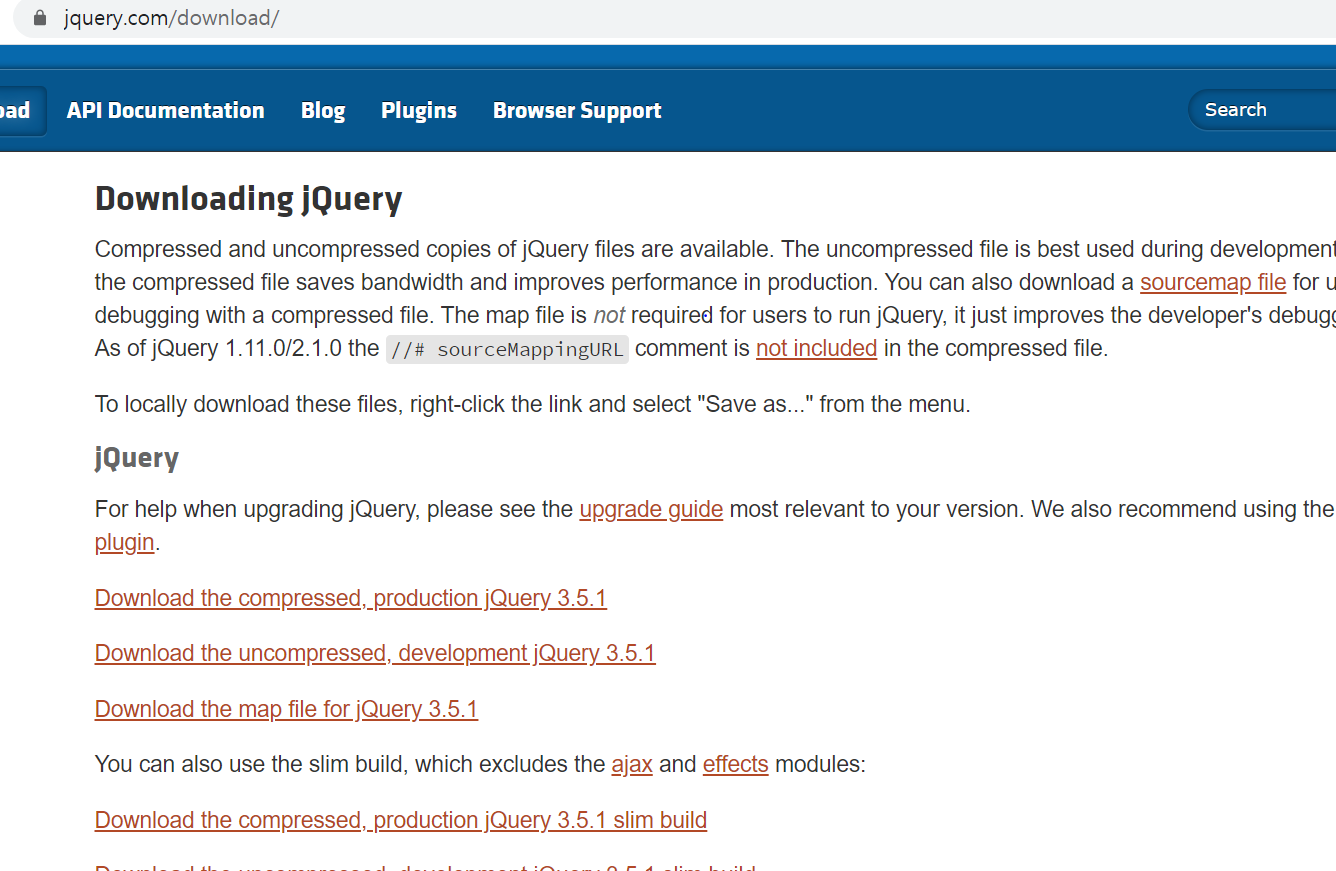 jquery.com/download/
API Documentation Blog Plugins Browser Support Search
Downloading jQuery
Compressed and uncompressed copies of jQuery files are available. The uncompressed file is best used during development
the compressed file saves bandwidth and improves performance in production. You can also download a sourcemap file for
debugging with a compressed file. The map file is not required for users to run jQuery, it just improves the developer's
As of jQuery 1.11.0/2.1.0 the //# sourceMappingURL comment is not included in the compressed file.
To locally download these files, right-click the link and select "Save as..." from the menu.
jQuery
For help when upgrading jQuery, please see the upgrade guide most relevant to your version. We also recommend using the
plugin.
Download the compressed, production jQuery 3.5.1
Download the uncompressed, development jQuery 3.5.1
Download the map file for jQuery 3.5.1
You can also use the slim build, which excludes the ajax and effects modules:
Download the compressed, production jQuery 3.5.1 slim build